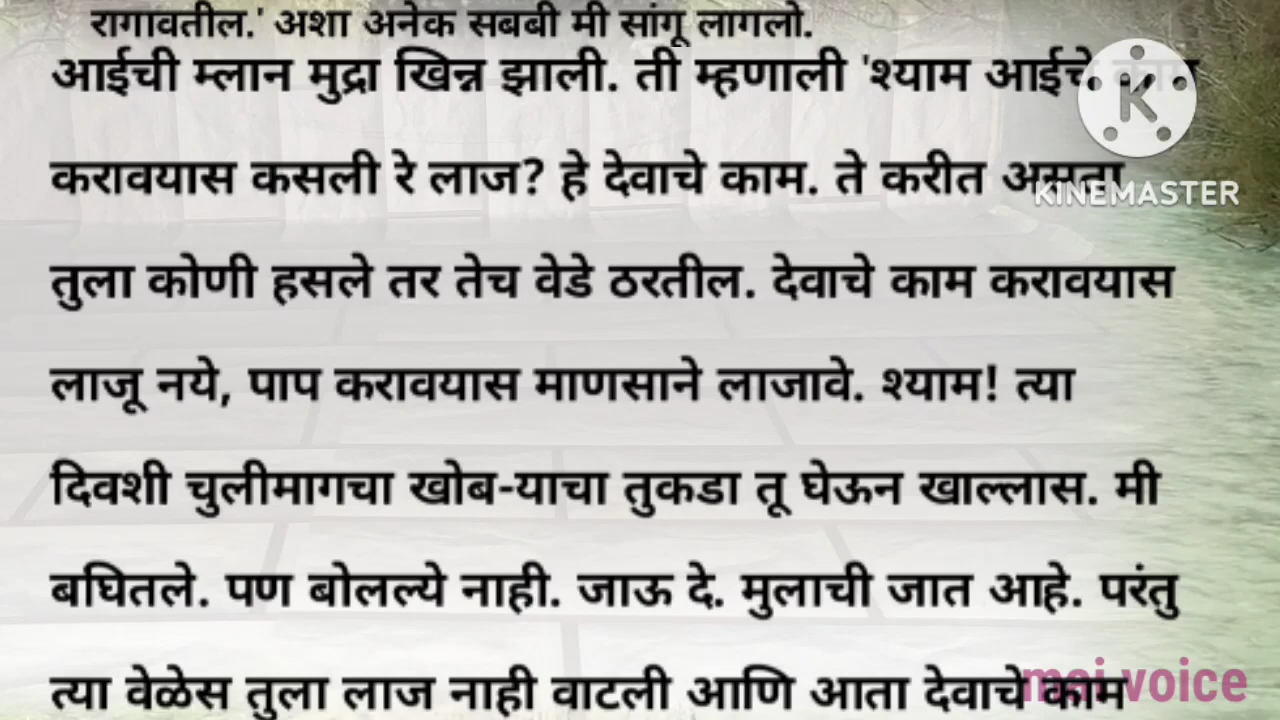 रागावतील.' अशा अनेक सबबी मी सांगू लागलो.
आईची म्लान मुद्रा खिन्न झाली. ती म्हणाली 'श्याम आईचे काम
K
करावयास कसली रे लाज? हे देवाचे काम. ते करीत असता
KINEMASTER
तुला कोणी हसले तर तेच वेडे ठरतील. देवाचे काम करावयास
लाजू नये, पाप करावयास माणसाने लाजावे. श्याम! त्या
दिवशी चुलीमागचा खोब-याचा तुकडा तू घेऊन खाल्लास. मी
बघितले. पण बोलल्ये नाही. जाऊ दे. मुलाची जात आहे. परंतु
त्या वेळेस तुला लाज नाही वाटली आणि आता देवाचे काम
mai voice